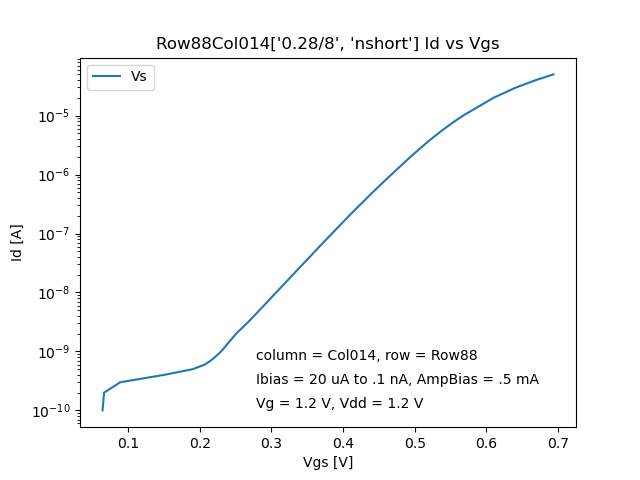 Row88Col014['0.28/8', 'nshort'] Id vs Vgs
Vs
10⁻⁵
10⁻⁶
10⁻⁷
10⁻⁸
10⁻⁹
10⁻¹⁰
Id [A]
column = Col014, row = Row88
Ibias = 20 uA to .1 nA, AmpBias = .5 mA
Vg = 1.2 V, Vdd = 1.2 V
0.1 0.2 0.3 0.4 0.5 0.6 0.7
Vgs [V]